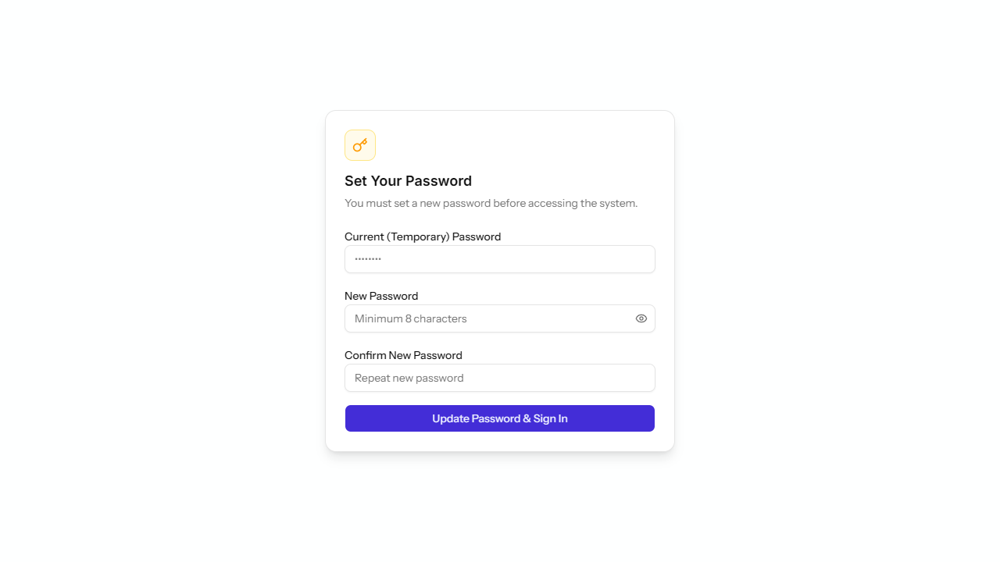 Set Your Password
You must set a new password before accessing the system.
Current (Temporary) Password
••••••••
New Password
Minimum 8 characters
Confirm New Password
Repeat new password
Update Password & Sign In